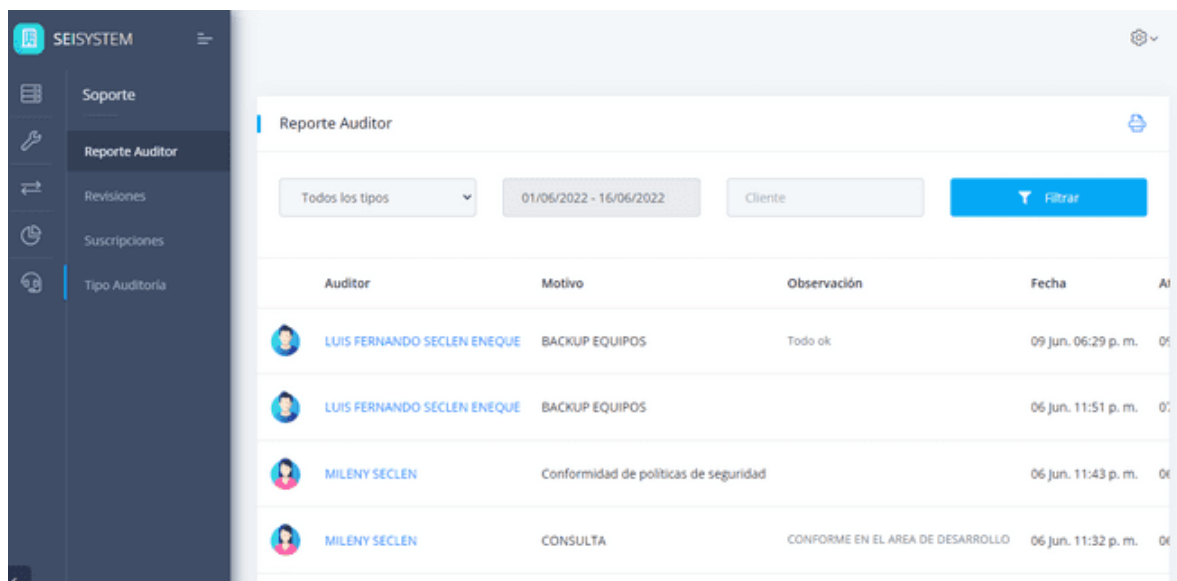 SEISYSTEM
Soporte
Reporte Auditor
Revisiones
Suscripciones
Tipo Auditoría
Reporte Auditor
Todos los tipos
01/06/2022 - 16/06/2022
Cliente
Filtrar
Auditor Motivo Observación Fecha
LUIS FERNANDO SECLEN ENEQUE BACKUP EQUIPOS Todo ok 09 Jun. 06:29 p. m.
LUIS FERNANDO SECLEN ENEQUE BACKUP EQUIPOS 06 Jun. 11:51 p. m.
MILENY SECLEN Conformidad de políticas de seguridad 06 Jun. 11:43 p. m.
MILENY SECLEN CONSULTA CONFORME EN EL AREA DE DESARROLLO 06 Jun. 11:32 p. m.